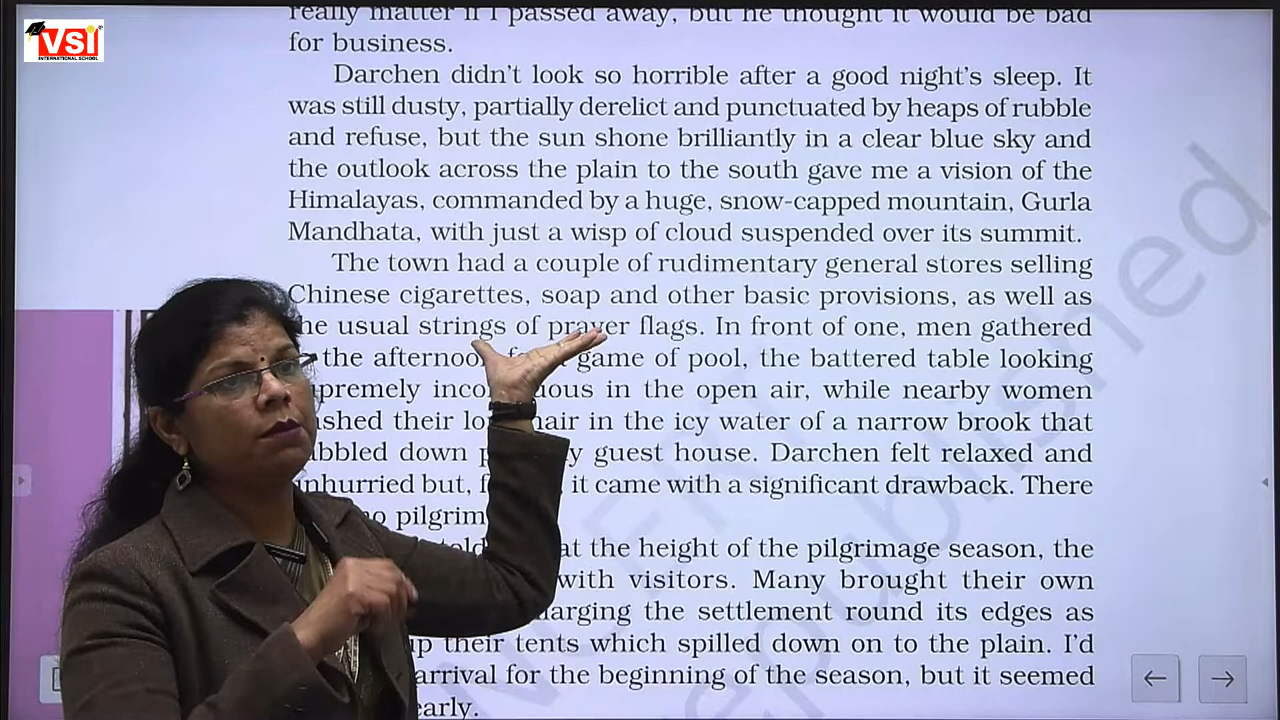 VSI
INTERNATIONAL SCHOOL
really matter if I passed away, but he thought it would be bad
for business.
Darchen didn't look so horrible after a good night's sleep. It
was still dusty, partially derelict and punctuated by heaps of rubble
and refuse, but the sun shone brilliantly in a clear blue sky and
the outlook across the plain to the south gave me a vision of the
Himalayas, commanded by a huge, snow-capped mountain, Gurla
Mandhata, with just a wisp of cloud suspended over its summit.
The town had a couple of rudimentary general stores selling
Chinese cigarettes, soap and other basic provisions, as well as
the usual strings of prayer flags. In front of one, men gathered
the afternoon game of pool, the battered table looking
in the open air, while nearby women
their hair in the icy water of a narrow brook that
down guest house. Darchen felt relaxed and
unhurried but, it came with a significant drawback. There
no
at the height of the pilgrimage season, the
with visitors. Many brought their own
the settlement round its edges as
up their tents which spilled down on to the plain. I'd
arrival for the beginning of the season, but it seemed
early.